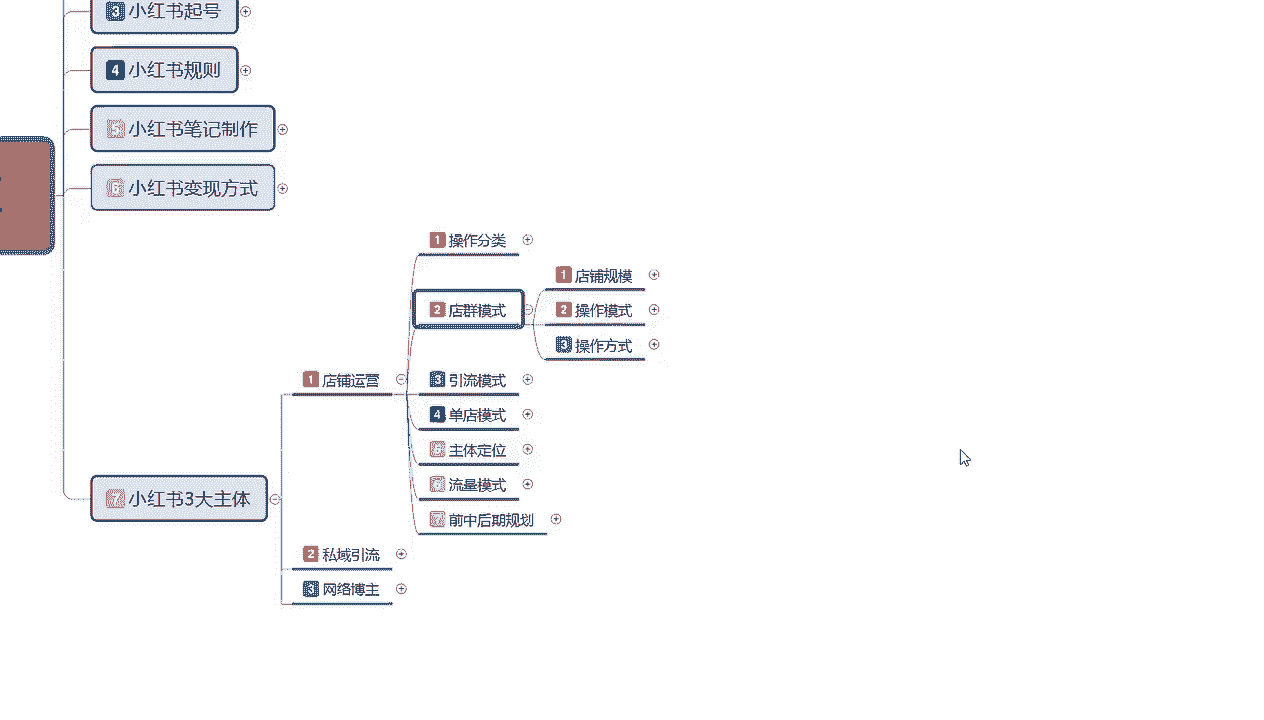 3 小红书起号
4 小红书规则
5 小红书笔记制作
6 小红书变现方式
7 小红书3大主体
1 店铺运营
1 操作分类
2 店群模式
1 店铺规模
2 操作模式
3 操作方式
3 引流模式
4 单店模式
5 主体定位
6 流量模式
7 前中后期规划
2 私域引流
3 网络博主